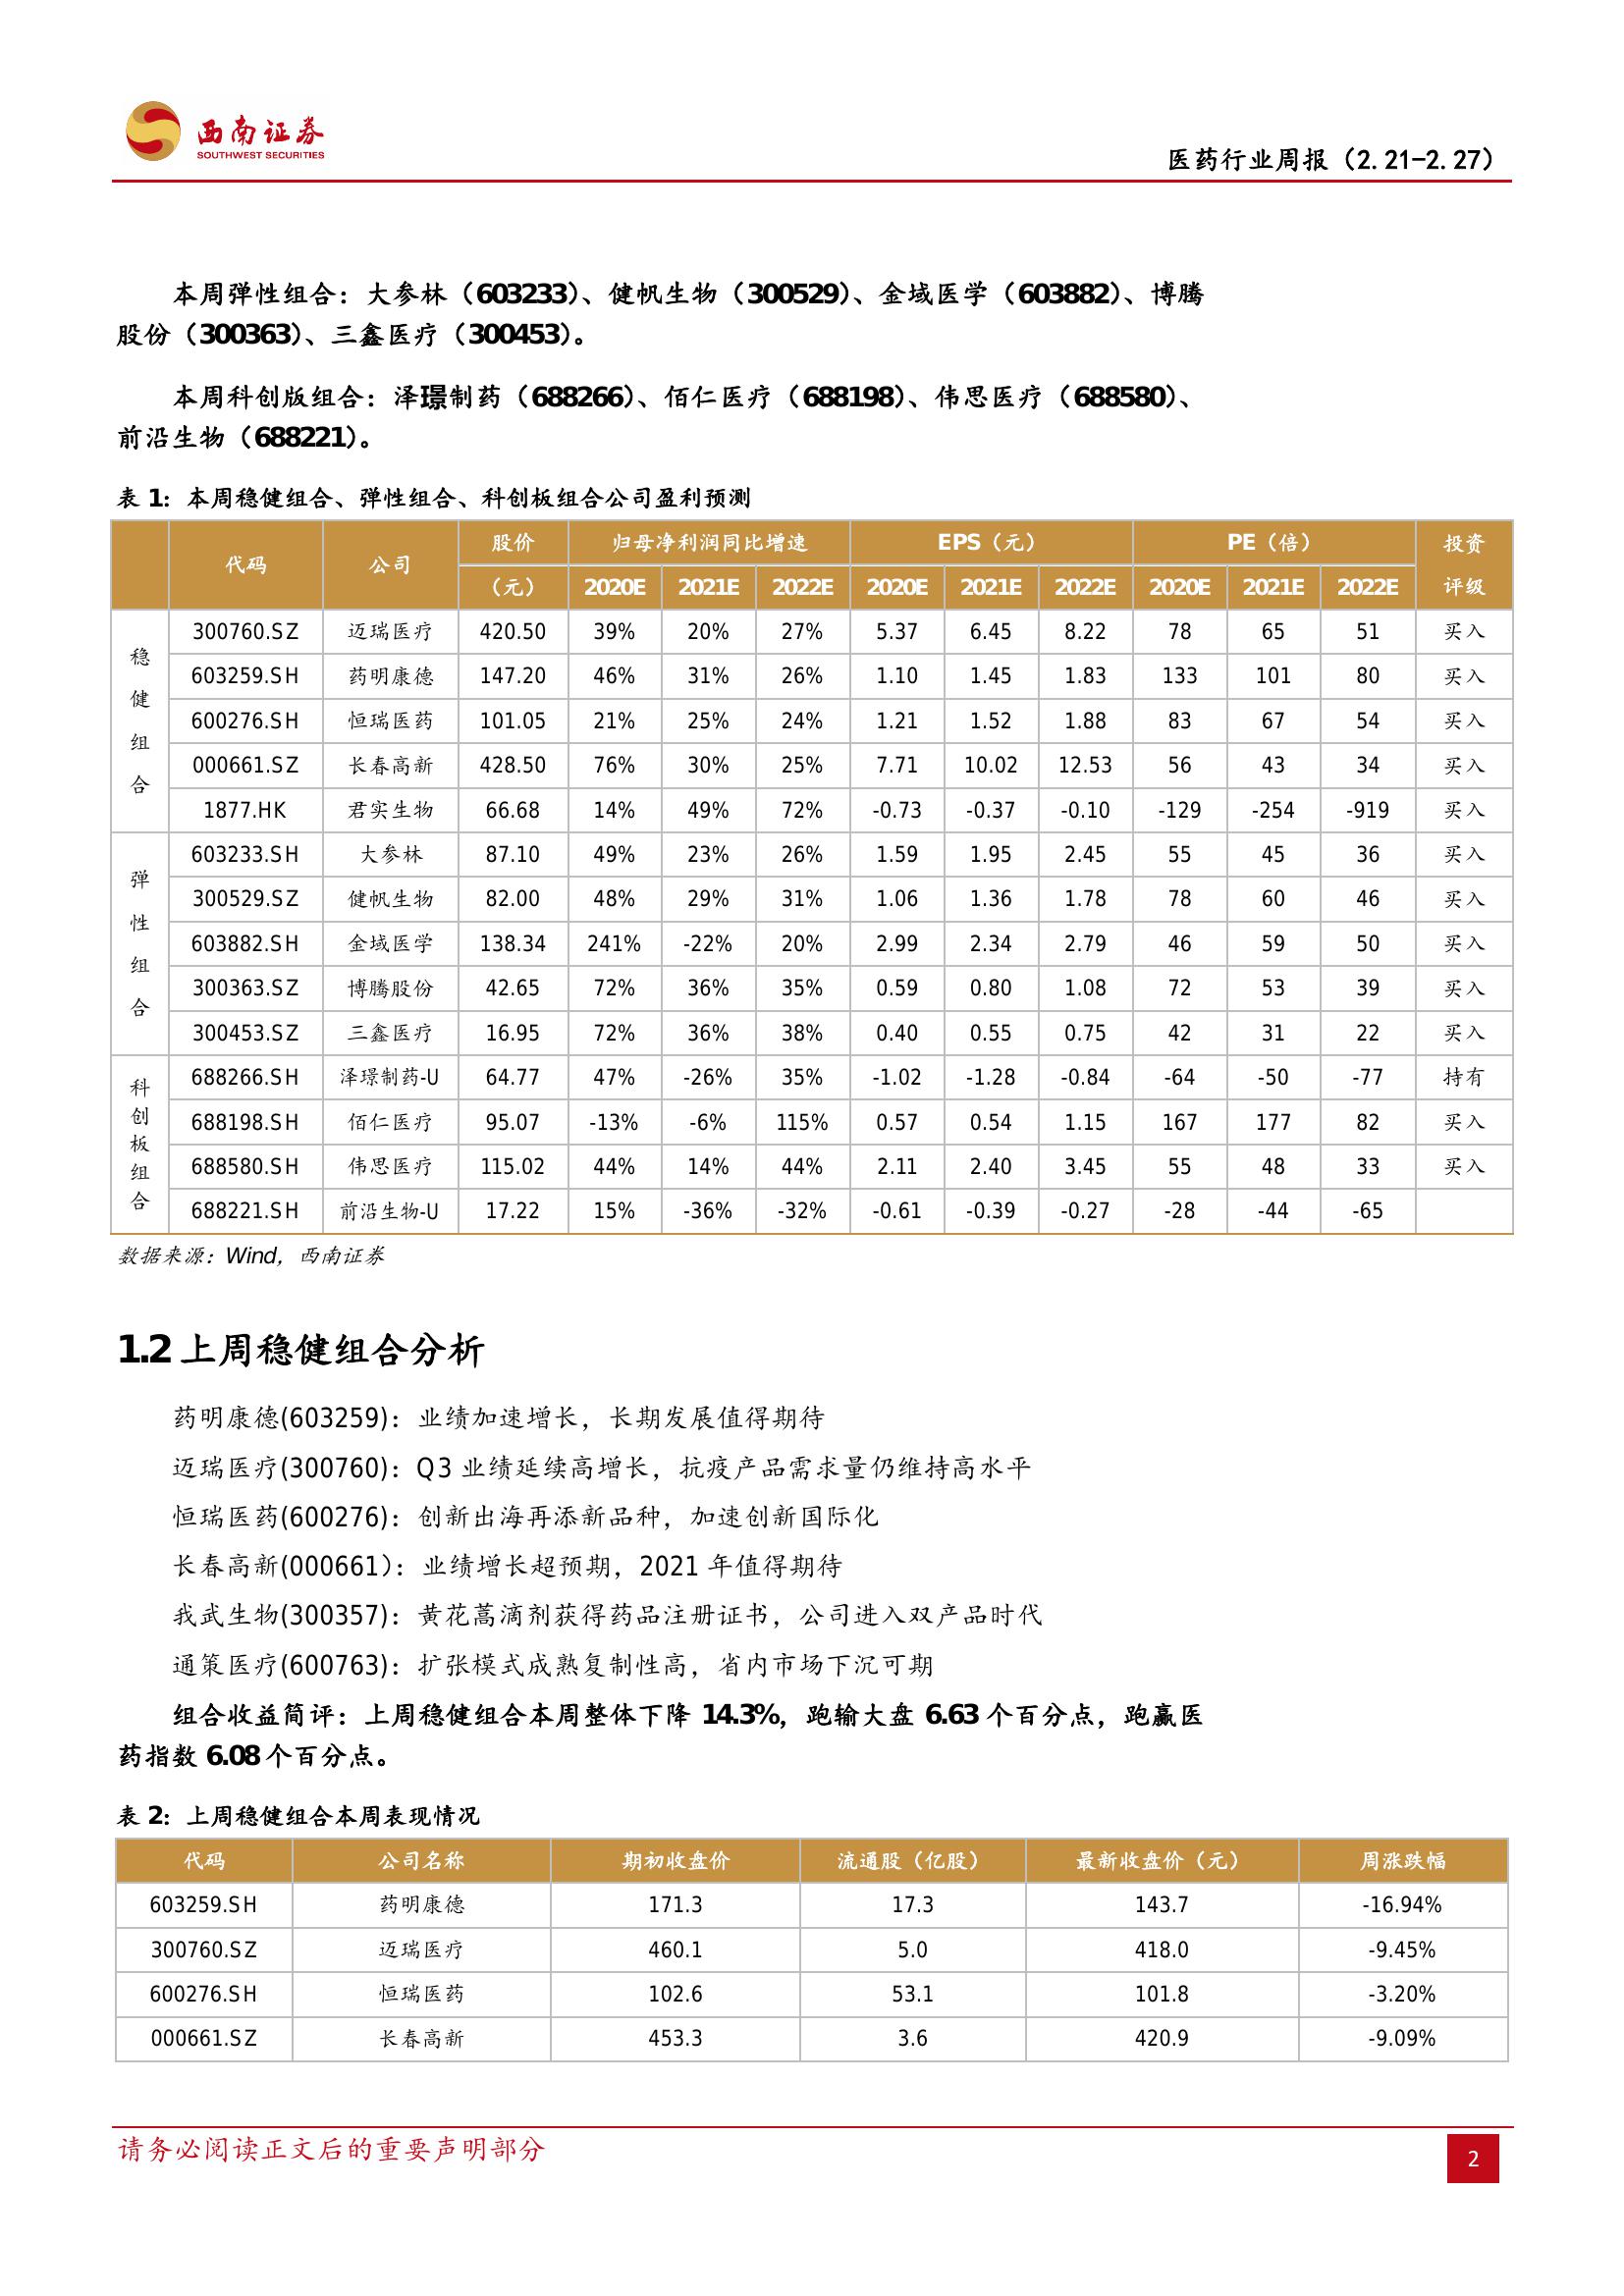 西南证券
SOUTHWEST SECURITIES
医药行业周报（2.21-2.27）
本周弹性组合：大参林（603233）、健帆生物（300529）、金域医学（603882）、博腾
股份（300363）、三鑫医疗（300453）。
本周科创版组合：泽璟制药（688266）、佰仁医疗（688198）、伟思医疗（688580）、
前沿生物（688221）。
表 1：本周稳健组合、弹性组合、科创板组合公司盈利预测
代码 公司 股价（元） 归母净利润同比增速 EPS（元） PE（倍） 投资评级
2020E 2021E 2022E 2020E 2021E 2022E 2020E 2021E 2022E
稳健组合
300760.SZ 迈瑞医疗 420.50 39% 20% 27% 5.37 6.45 8.22 78 65 51 买入
603259.SH 药明康德 147.20 46% 31% 26% 1.10 1.45 1.83 133 101 80 买入
600276.SH 恒瑞医药 101.05 21% 25% 24% 1.21 1.52 1.88 83 67 54 买入
000661.SZ 长春高新 428.50 76% 30% 25% 7.71 10.02 12.53 56 43 34 买入
1877.HK 君实生物 66.68 14% 49% 72% -0.73 -0.37 -0.10 -129 -254 -919 买入
弹性组合
603233.SH 大参林 87.10 49% 23% 26% 1.59 1.95 2.45 55 45 36 买入
300529.SZ 健帆生物 82.00 48% 29% 31% 1.06 1.36 1.78 78 60 46 买入
603882.SH 金域医学 138.34 241% -22% 20% 2.99 2.34 2.79 46 59 50 买入
300363.SZ 博腾股份 42.65 72% 36% 35% 0.59 0.80 1.08 72 53 39 买入
300453.SZ 三鑫医疗 16.95 72% 36% 38% 0.40 0.55 0.75 42 31 22 买入
科创板组合
688266.SH 泽璟制药-U 64.77 47% -26% 35% -1.02 -1.28 -0.84 -64 -50 -77 持有
688198.SH 佰仁医疗 95.07 -13% -6% 115% 0.57 0.54 1.15 167 177 82 买入
688580.SH 伟思医疗 115.02 44% 14% 44% 2.11 2.40 3.45 55 48 33 买入
688221.SH 前沿生物-U 17.22 15% -36% -32% -0.61 -0.39 -0.27 -28 -44 -65
数据来源：Wind，西南证券
1.2 上周稳健组合分析
药明康德(603259)：业绩加速增长，长期发展值得期待
迈瑞医疗(300760)：Q3 业绩延续高增长，抗疫产品需求量仍维持高水平
恒瑞医药(600276)：创新出海再添新品种，加速创新国际化
长春高新(000661）：业绩增长超预期，2021 年值得期待
我武生物(300357)：黄花蒿滴剂获得药品注册证书，公司进入双产品时代
通策医疗(600763)：扩张模式成熟复制性高，省内市场下沉可期
组合收益简评：上周稳健组合本周整体下降 14.3%，跑输大盘 6.63 个百分点，跑赢医
药指数 6.08 个百分点。
表 2：上周稳健组合本周表现情况
代码 公司名称 期初收盘价 流通股（亿股） 最新收盘价（元） 周涨跌幅
603259.SH 药明康德 171.3 17.3 143.7 -16.94%
300760.SZ 迈瑞医疗 460.1 5.0 418.0 -9.45%
600276.SH 恒瑞医药 102.6 53.1 101.8 -3.20%
000661.SZ 长春高新 453.3 3.6 420.9 -9.09%
请务必阅读正文后的重要声明部分
2